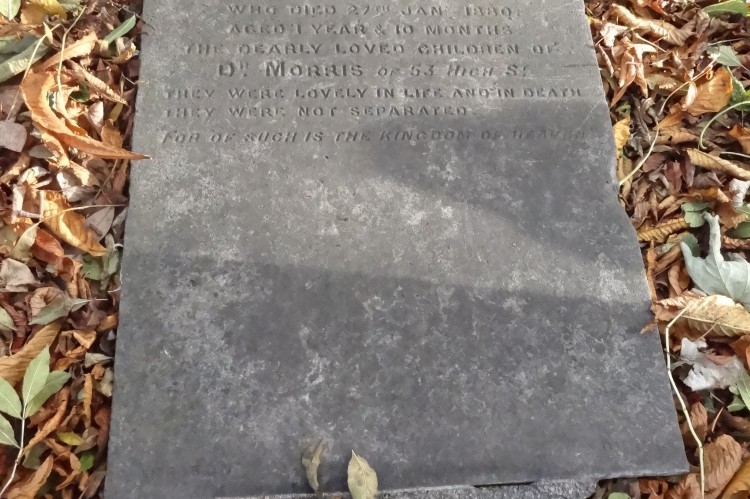 WHO DIED 27TH JAN. 1880.
AGED 1 YEAR & 10 MONTHS
THE DEARLY LOVED CHILDREN OF
DR MORRIS OF 53 HIGH ST
THEY WERE LOVELY IN LIFE AND IN DEATH
THEY WERE NOT SEPARATED.
FOR OF SUCH IS THE KINGDOM OF HEAVEN